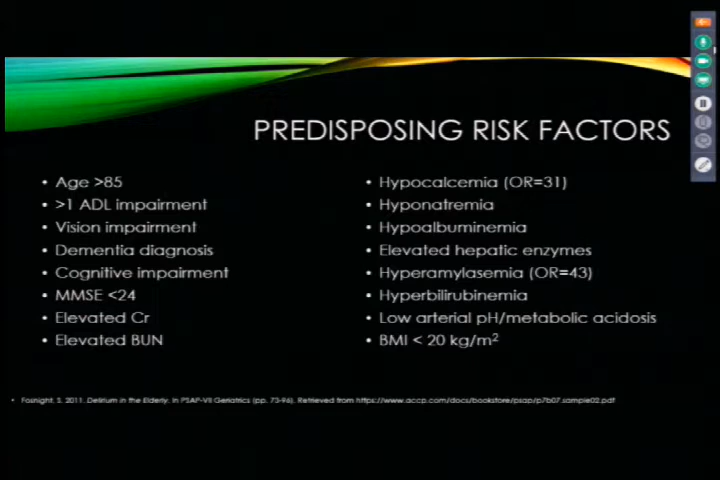 PREDISPOSING RISK FACTORS
• Age >85
• >1 ADL impairment
• Vision impairment
• Dementia diagnosis
• Cognitive impairment
• MMSE <24
• Elevated Cr
• Elevated BUN
• Hypocalcemia (OR=31)
• Hyponatremia
• Hypoalbuminemia
• Elevated hepatic enzymes
• Hyperamylasemia (OR=43)
• Hyperbilirubinemia
• Low arterial pH/metabolic acidosis
• BMI < 20 kg/m²
• Fosnight, S. 2011. Delirium in the Elderly. In PSAP-VII Geriatrics (pp. 73-96). Retrieved from https://www.accp.com/docs/bookstore/psap/p7b07.sample02.pdf